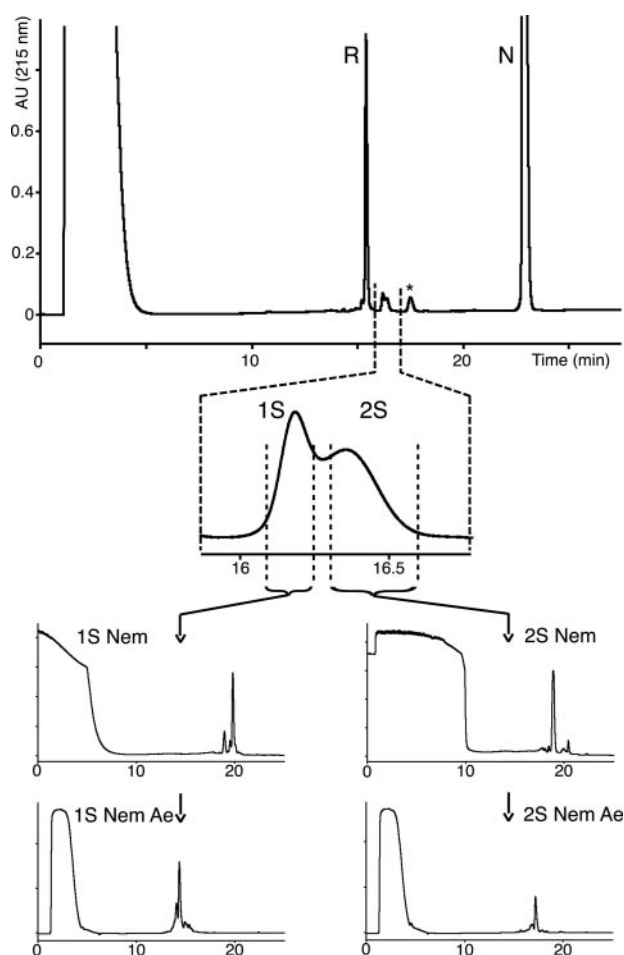 AU (215 nm)
0.6
0.4
0.2
0
R
N
*
0 10 20
Time (min)
1S 2S
16 16.5
1S Nem
2S Nem
0 10 20
0 10 20
1S Nem Ae
2S Nem Ae
0 10 20
0 10 20